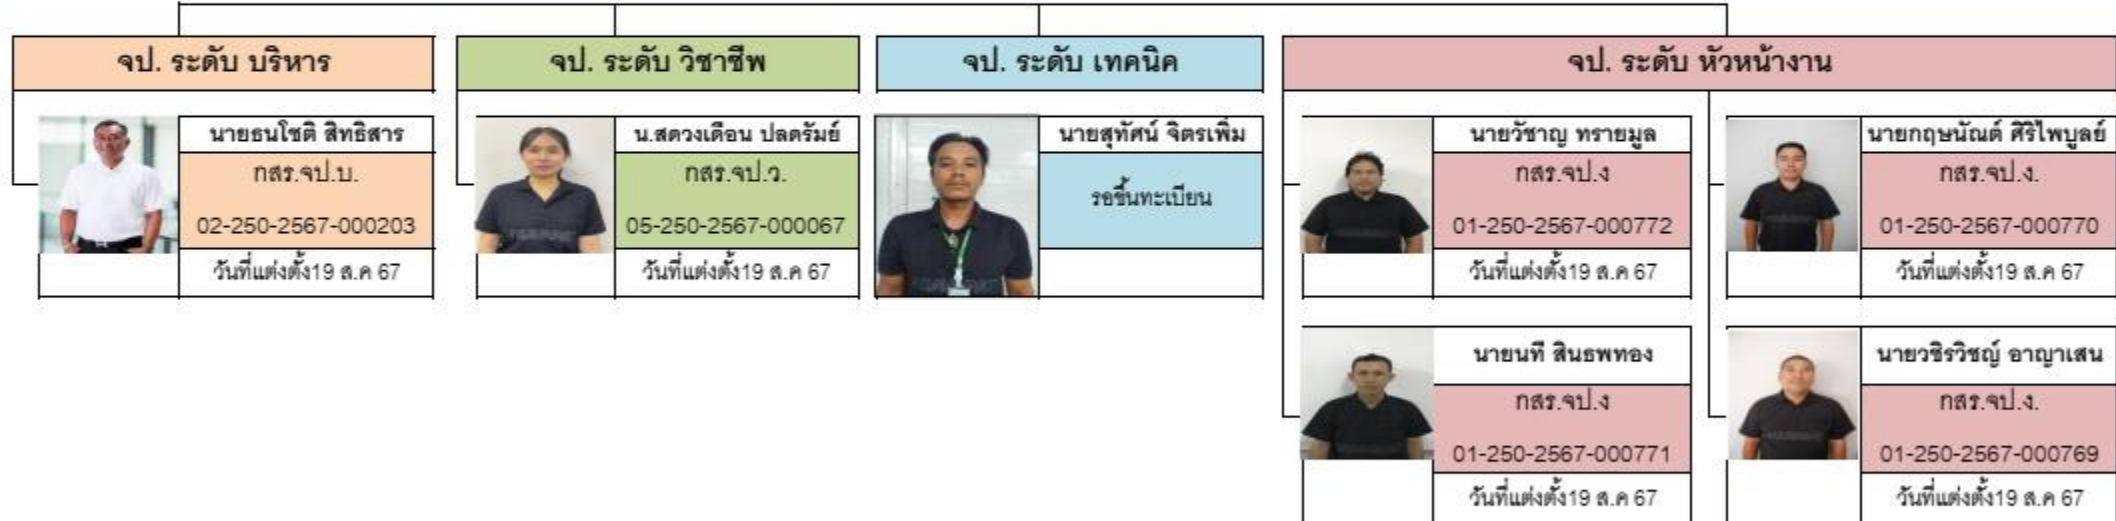 จป. ระดับ บริหาร
นายธนโชติ สิทธิสาร
กสร.จป.บ.
02-250-2567-000203
วันที่แต่งตั้ง19 ส.ค 67
จป. ระดับ วิชาชีพ
น.สดวงเดือน ปลดรัมย์
กสร.จป.ว.
05-250-2567-000067
วันที่แต่งตั้ง19 ส.ค 67
จป. ระดับ เทคนิค
นายสุทัศน์ จิตรเพิ่ม
รอขึ้นทะเบียน
จป. ระดับ หัวหน้างาน
นายวัชาญ ทรายมูล
กสร.จป.ง
01-250-2567-000772
วันที่แต่งตั้ง19 ส.ค 67
นายกฤษนัณต์ ศิริไพบูลย์
กสร.จป.ง.
01-250-2567-000770
วันที่แต่งตั้ง19 ส.ค 67
นายนที สินธพทอง
กสร.จป.ง
01-250-2567-000771
วันที่แต่งตั้ง19 ส.ค 67
นายวชิรวิชญ์ อาญาเสน
กสร.จป.ง.
01-250-2567-000769
วันที่แต่งตั้ง19 ส.ค 67